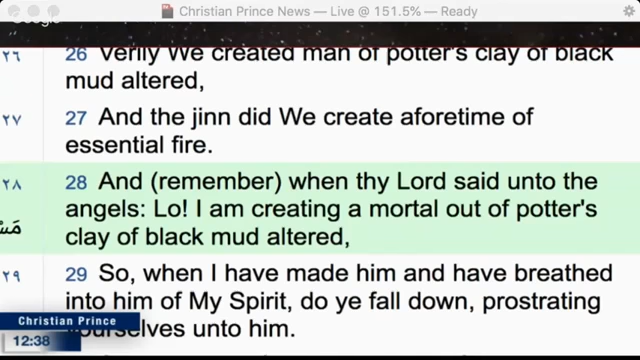 Christian Prince News — Live @ 151.5% — Ready
Google
٢٦ 26 Verily We created man of potter's clay of black
mud altered,
٢٧ 27 And the jinn did We create aforetime of
essential fire.
٢٨ 28 And (remember) when thy Lord said unto the
angels: Lo! I am creating a mortal out of potter's
clay of black mud altered,
٢٩ 29 So, when I have made him and have breathed
into him of My Spirit, do ye fall down, prostrating
yourselves unto him.
Christian Prince
12:38